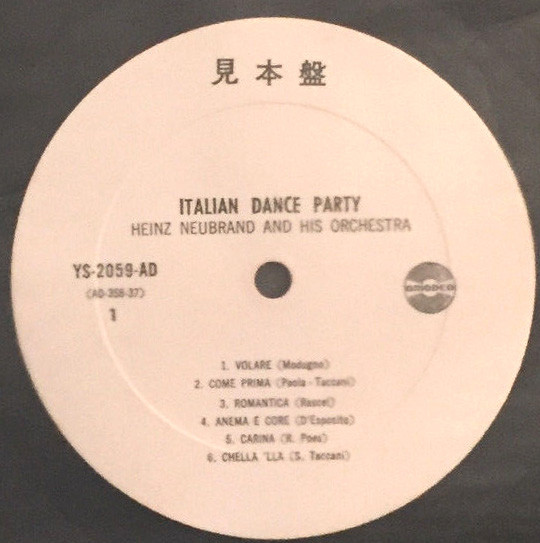 見本盤
ITALIAN DANCE PARTY
HEINZ NEUBRAND AND HIS ORCHESTRA
YS-2059-AD
(AD-358-37)
1
amadeo
1. VOLARE (Modugno)
2. COME PRIMA (Paola - Taccani)
3. ROMANTICA (Rascel)
4. ANEMA E CORE (D'Esposito)
5. CARINA (R. Poes)
6. CHELLA 'LLA (S. Taccani)